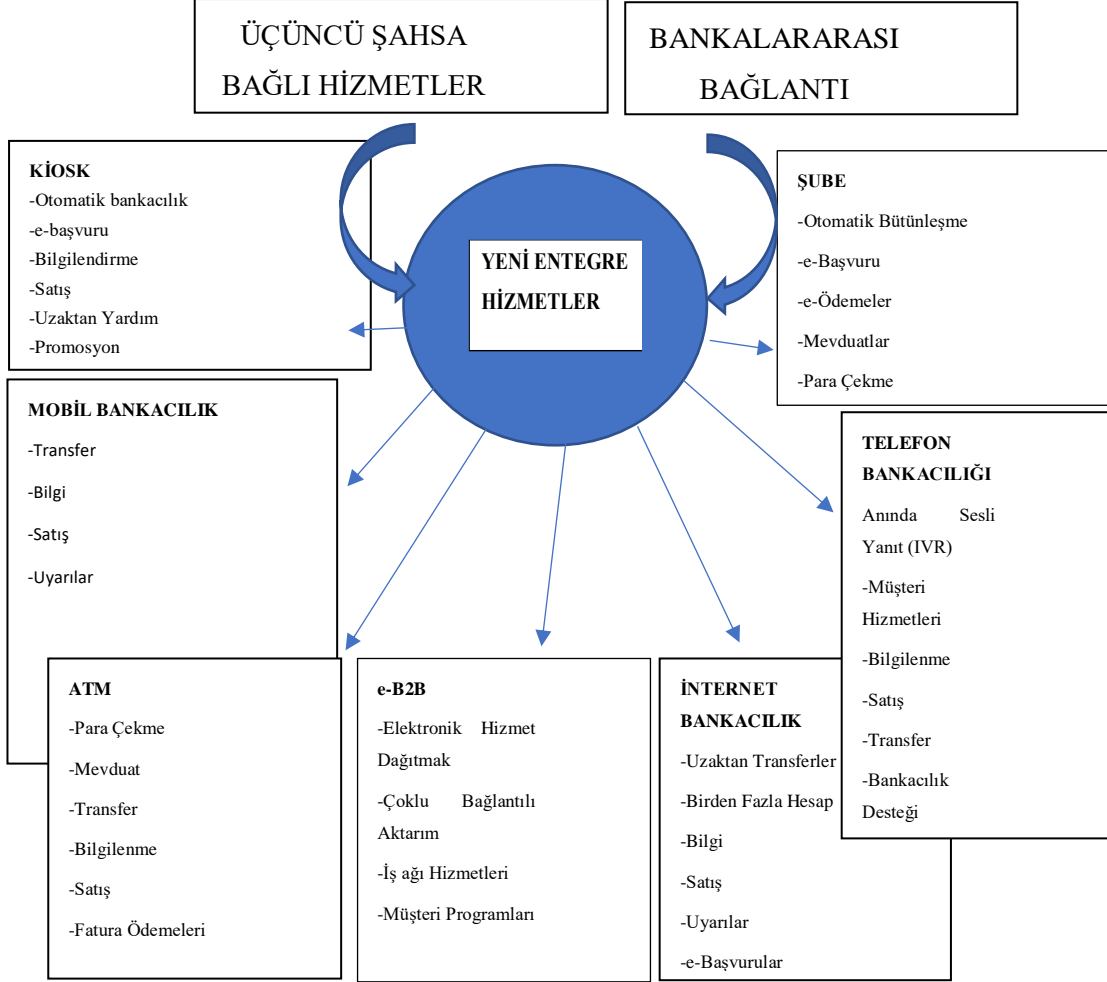 ÜÇÜNCÜ ŞAHSA
BAĞLI HİZMETLER
BANKALARARASI
BAĞLANTI
KİOSK
-Otomatik bankacılık
-e-başvuru
-Bilgilendirme
-Satış
-Uzaktan Yardım
-Promosyon
YENİ ENTEGRE
HİZMETLER
ŞUBE
-Otomatik Bütünleşme
-e-Başvuru
-e-Ödemeler
-Mevduatlar
-Para Çekme
MOBİL BANKACILIK
-Transfer
-Bilgi
-Satış
-Uyarılar
TELEFON
BANKACILIĞI
Anında Sesli
Yanıt (IVR)
-Müşteri
Hizmetleri
-Bilgilenme
-Satış
-Transfer
-Bankacılık
Desteği
ATM
-Para Çekme
-Mevduat
-Transfer
-Bilgilenme
-Satış
-Fatura Ödemeleri
e-B2B
-Elektronik Hizmet
Dağıtmak
-Çoklu Bağlantılı
Aktarım
-İş ağı Hizmetleri
-Müşteri Programları
İNTERNET
BANKACILIK
-Uzaktan Transferler
-Birden Fazla Hesap
-Bilgi
-Satış
-Uyarılar
-e-Başvurular